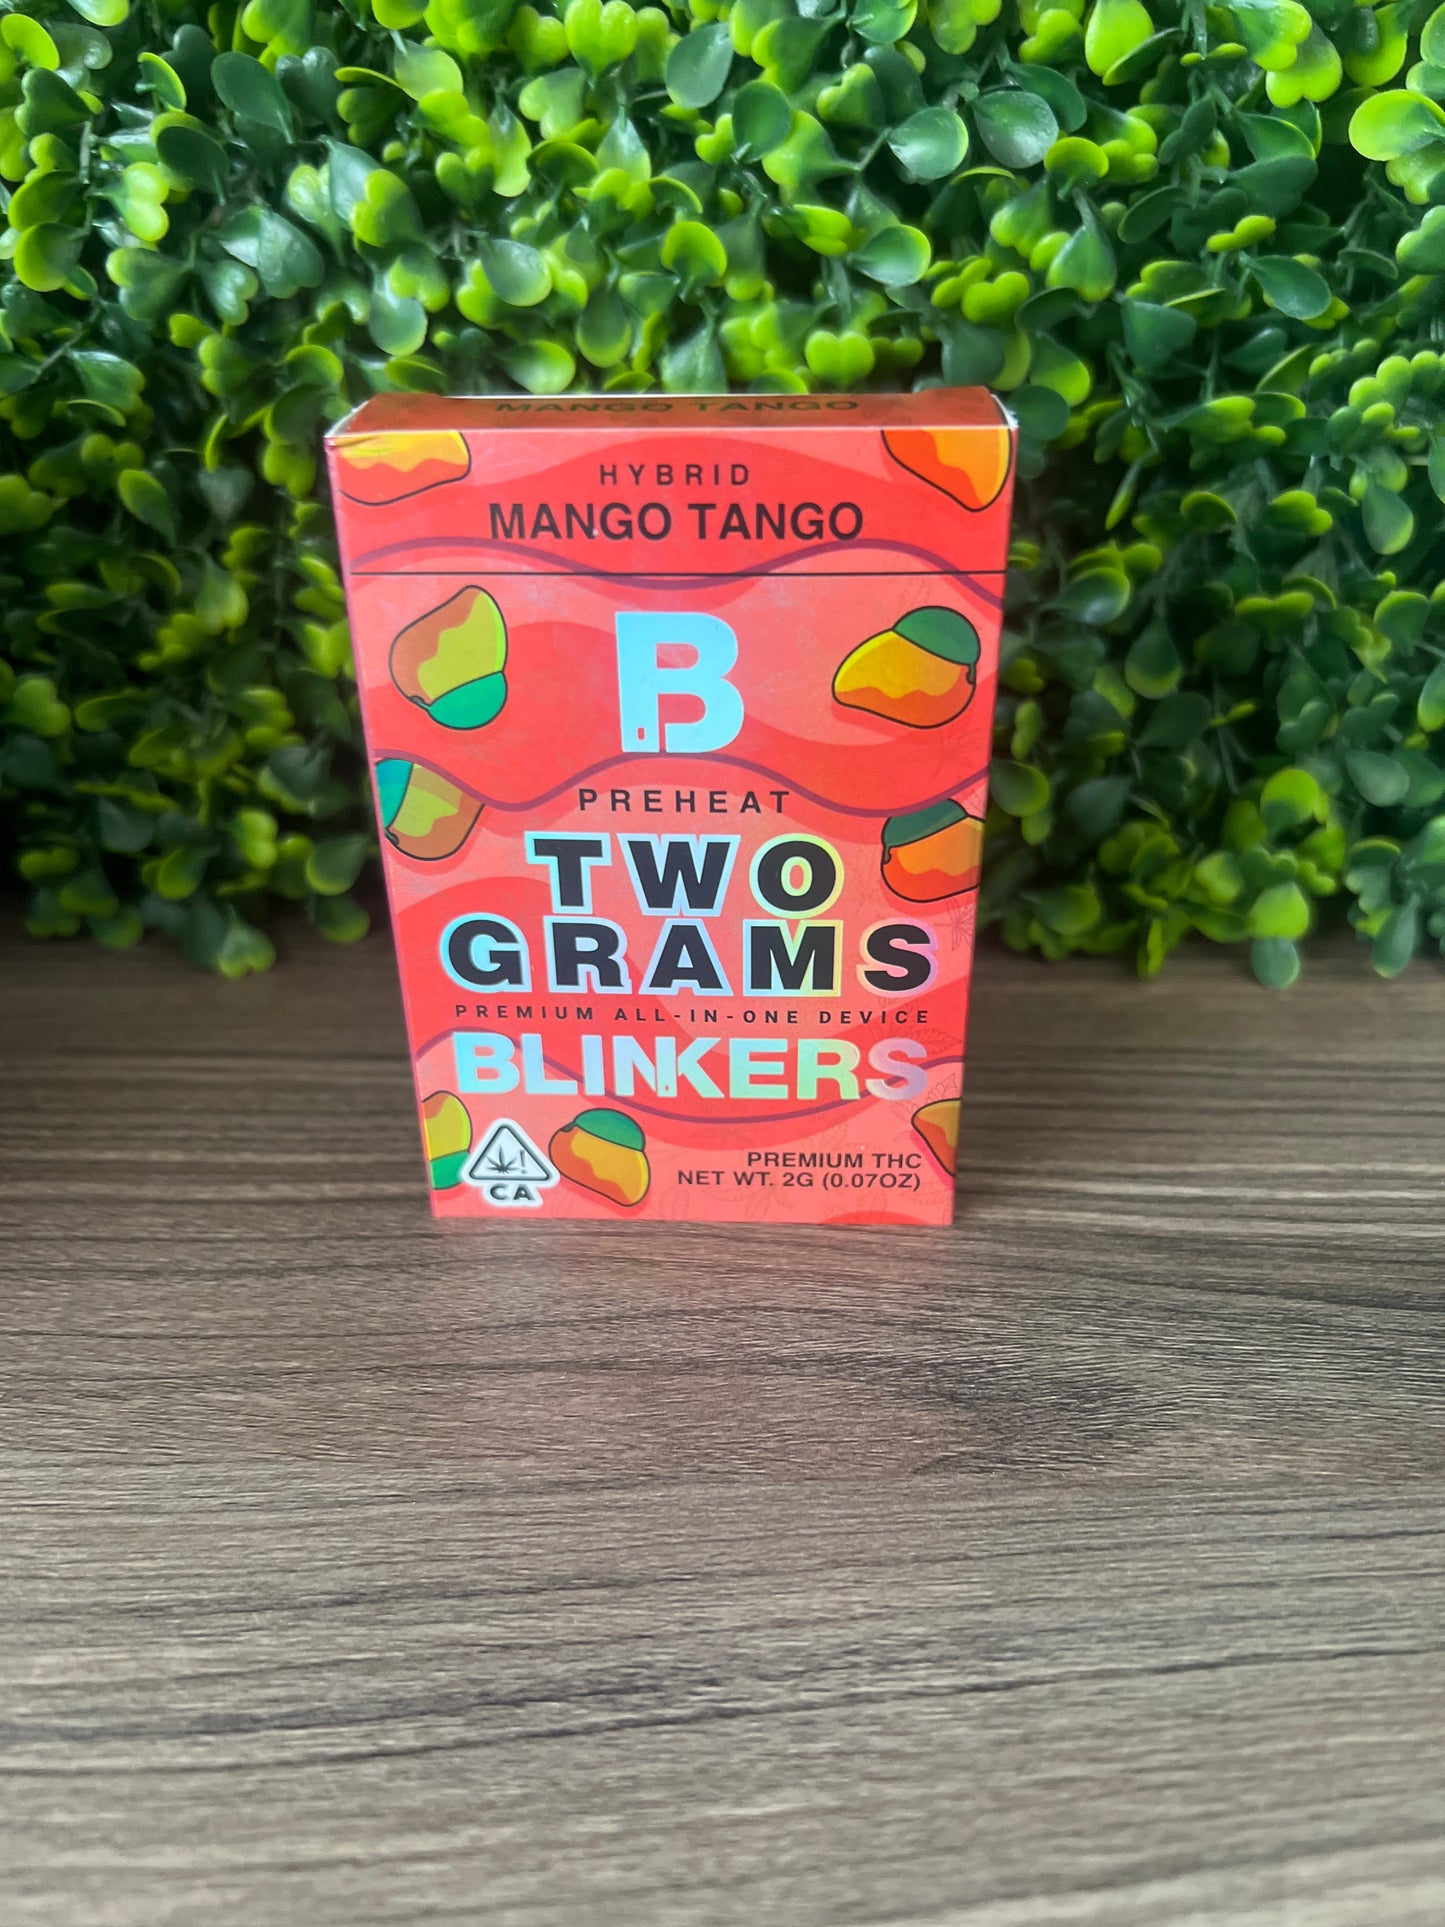 MANGO TANGO
HYBRID
MANGO TANGO
B
PREHEAT
TWO
GRAMS
PREMIUM ALL-IN-ONE DEVICE
BLINKERS
!
CA
PREMIUM THC
NET WT. 2G (0.07OZ)